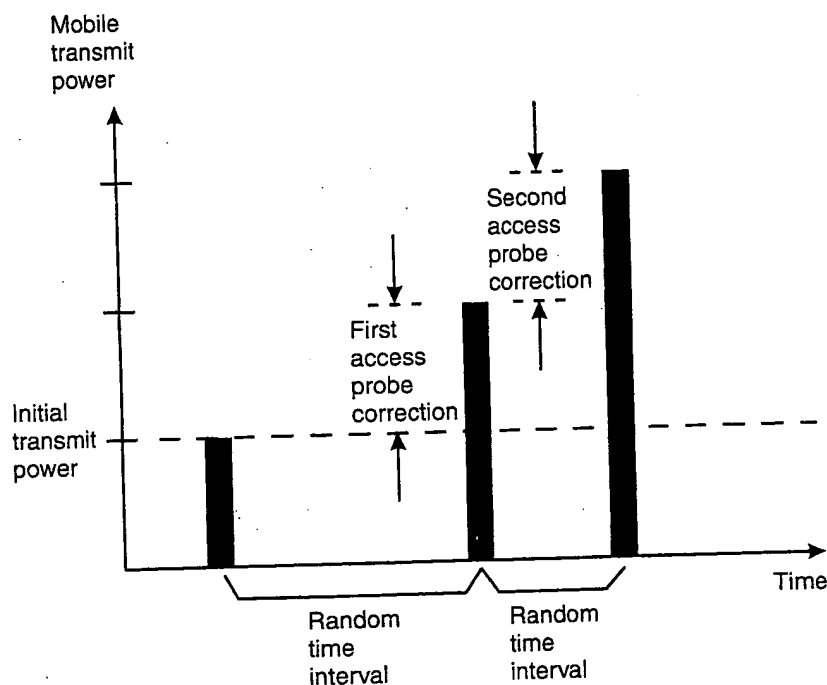 Mobile
transmit
power
Second
access
probe
correction
First
access
probe
correction
Initial
transmit
power
Time
Random
time
interval
Random
time
interval